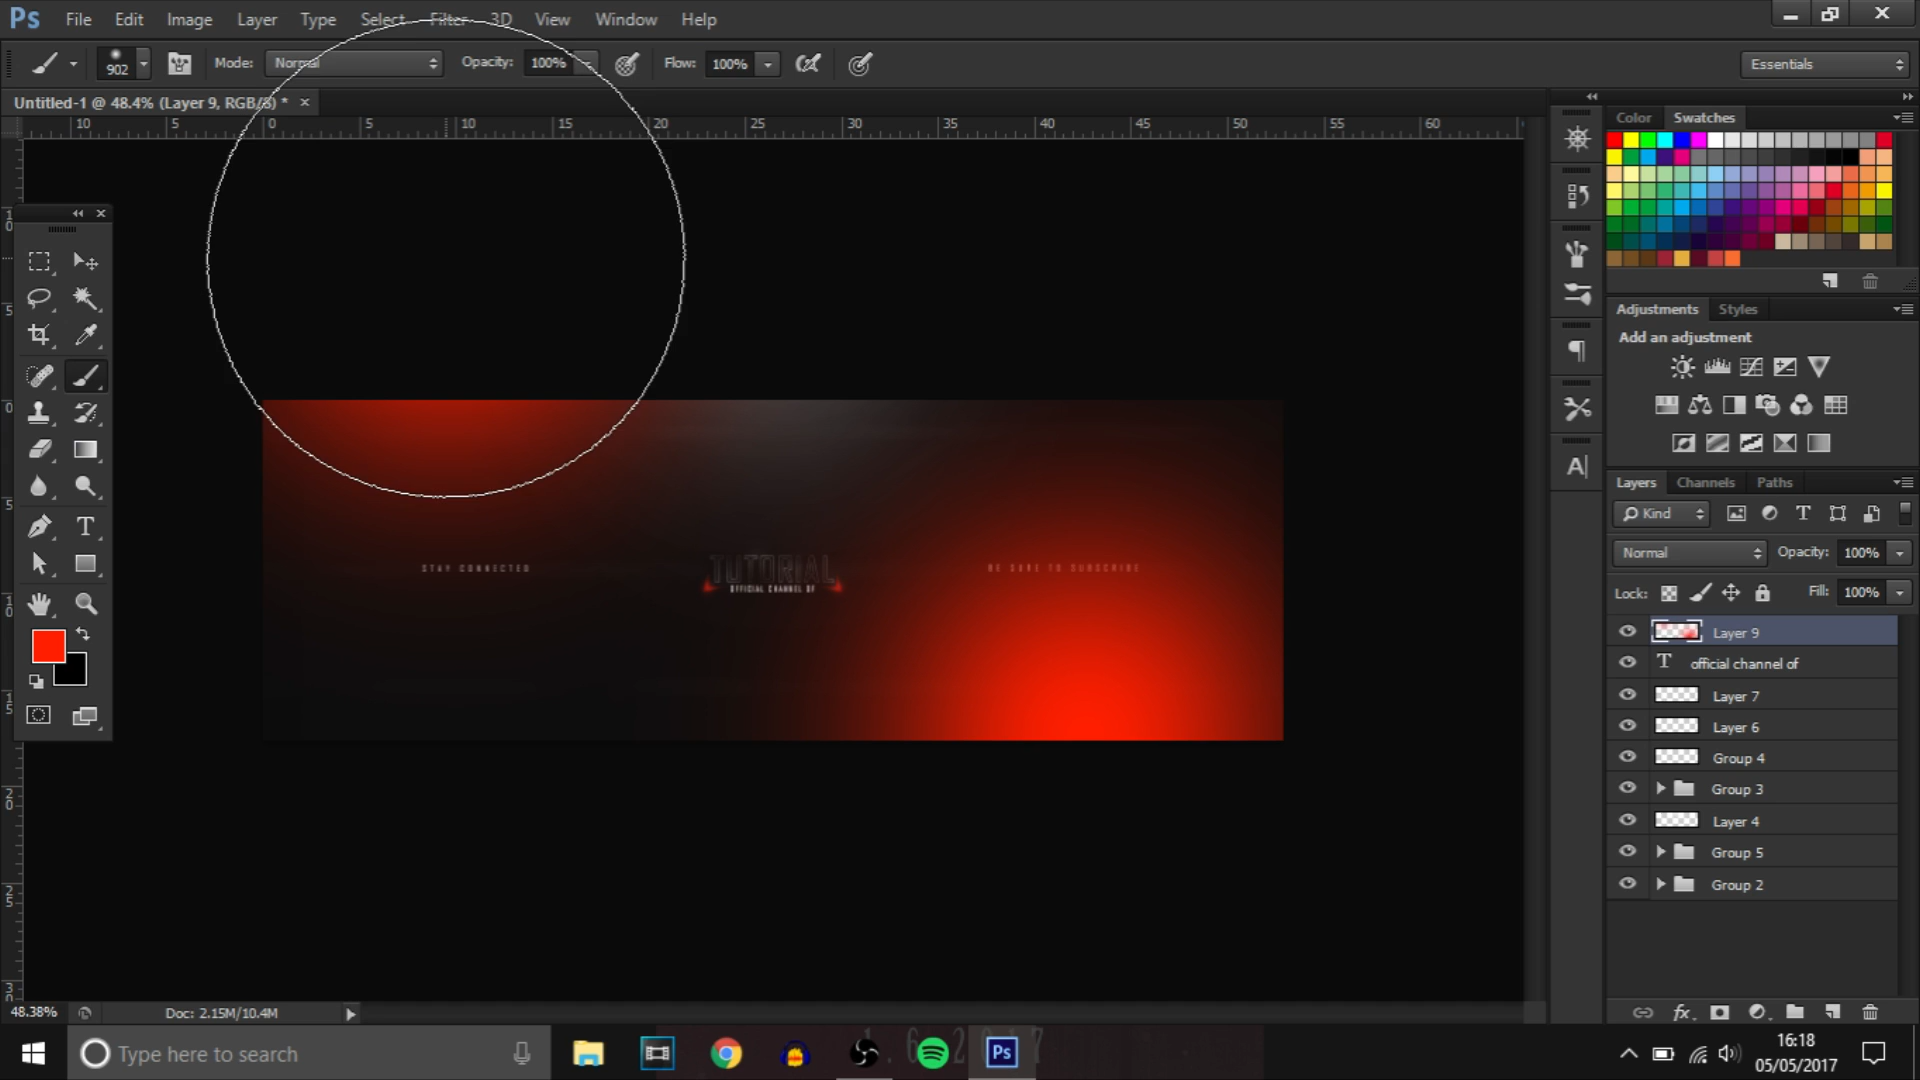 Ps File Edit Image Layer Type Select Filter 3D View Window Help
902 Mode: Normal Opacity: 100% Flow: 100% Essentials
Untitled-1 @ 48.4% (Layer 9, RGB/8) * ×
10 5 0 5 10 15 20 25 30 35 40 45 50 55 60
Color Swatches
Adjustments Styles
Add an adjustment
Layers Channels Paths
Kind
Normal Opacity: 100%
Lock: Fill: 100%
Layer 9
official channel of
Layer 7
Layer 6
Group 4
Group 3
Layer 4
Group 5
Group 2
STAY CONNECTED
TUTORIAL
OFFICIAL CHANNEL OF
BE SURE TO SUBSCRIBE
48.38% Doc: 2.15M/10.4M
Type here to search
Ps
16:18
05/05/2017